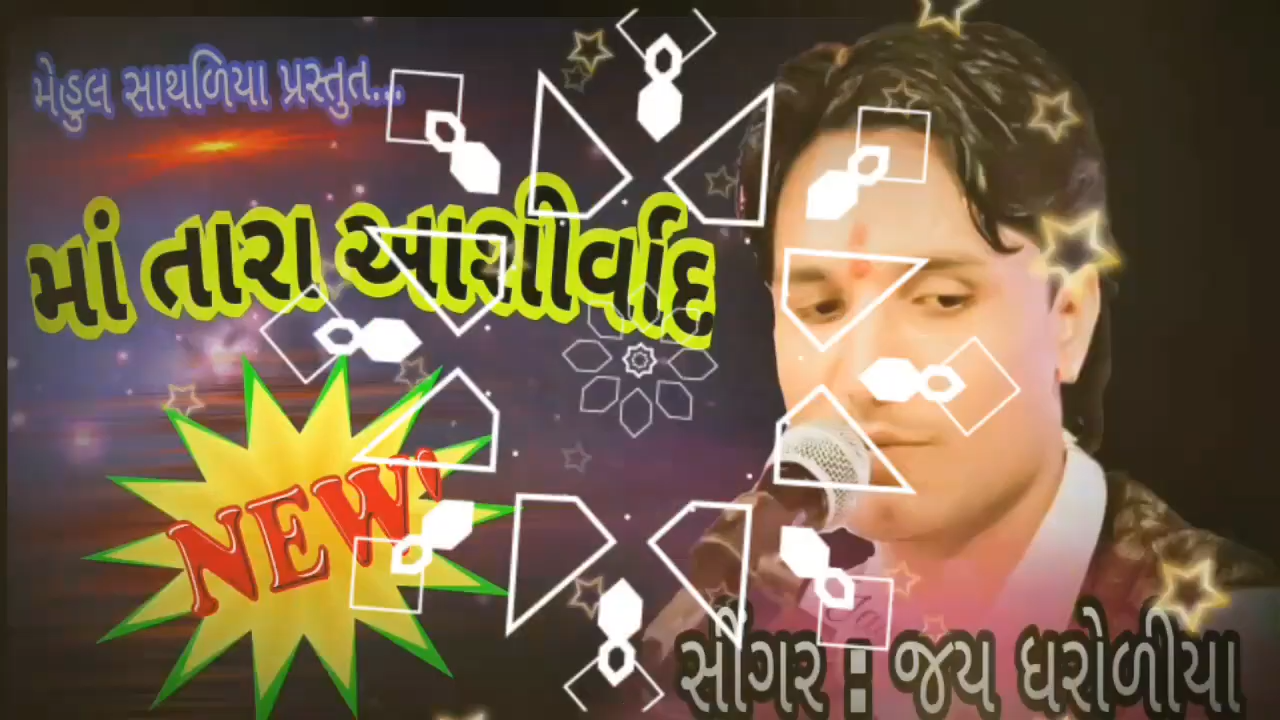 મેહુલ સાથળિયા પ્રસ્તુત...
માં તારા આશીર્વાદ
NEW
સીંગર : જય ધરોળીયા